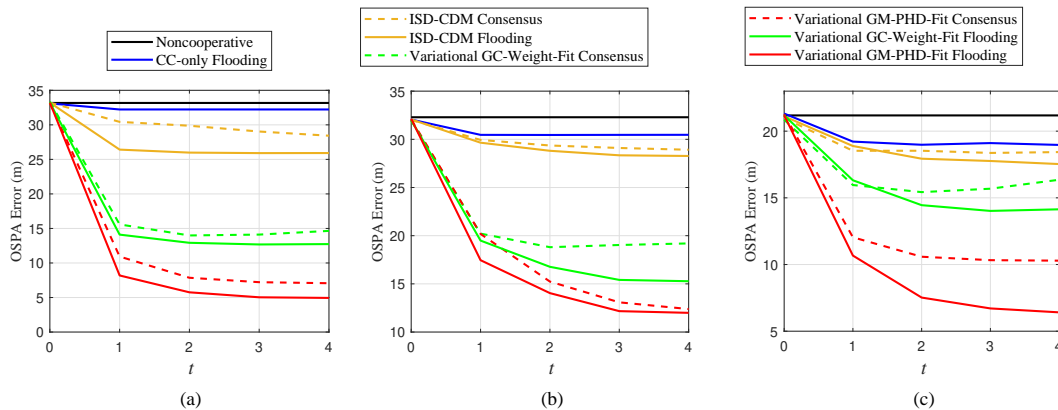 Noncooperative
CC-only Flooding
ISD-CDM Consensus
ISD-CDM Flooding
Variational GC-Weight-Fit Consensus
Variational GM-PHD-Fit Consensus
Variational GC-Weight-Fit Flooding
Variational GM-PHD-Fit Flooding
OSPA Error (m)
35
30
25
20
15
10
5
0
0 1 2 3 4
t
(a)
OSPA Error (m)
35
30
25
20
15
10
0 1 2 3 4
t
(b)
OSPA Error (m)
20
15
10
5
0 1 2 3 4
t
(c)